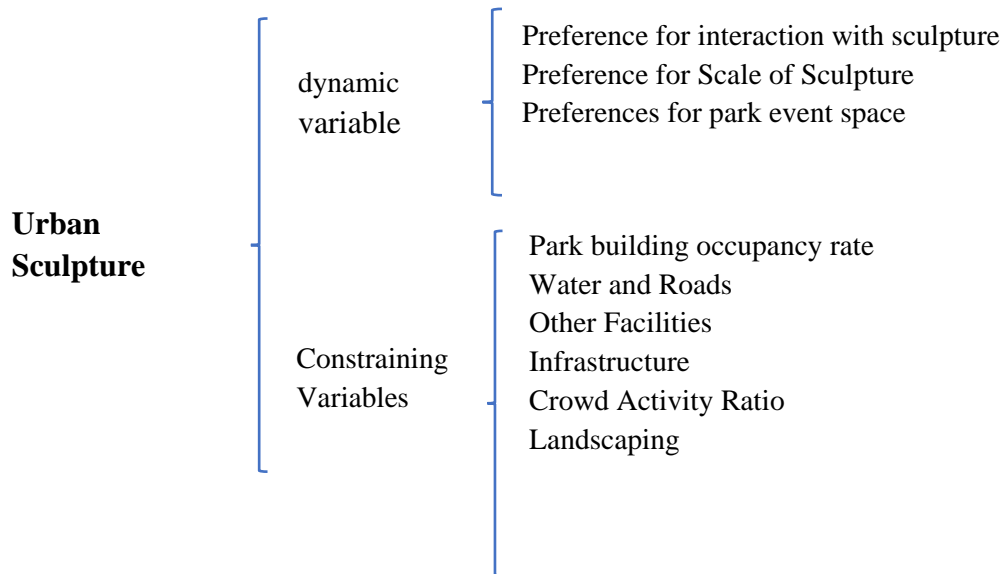 Urban
Sculpture
dynamic
variable
Preference for interaction with sculpture
Preference for Scale of Sculpture
Preferences for park event space
Constraining
Variables
Park building occupancy rate
Water and Roads
Other Facilities
Infrastructure
Crowd Activity Ratio
Landscaping